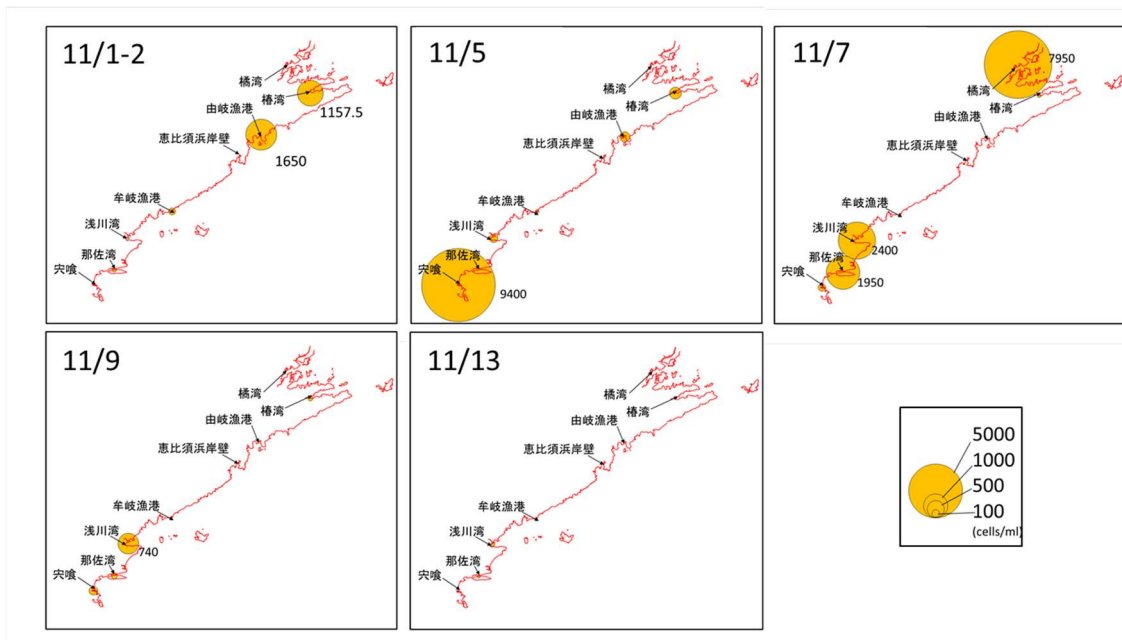 11/1-2
橘湾
椿湾
1157.5
由岐漁港
恵比須浜岸壁
1650
牟岐漁港
浅川湾
那佐湾
宍喰
11/5
橘湾
椿湾
由岐漁港
恵比須浜岸壁
牟岐漁港
浅川湾
那佐湾
宍喰
9400
11/7
7950
橘湾
椿湾
由岐漁港
恵比須浜岸壁
牟岐漁港
浅川湾
2400
那佐湾
宍喰
1950
11/9
橘湾
椿湾
由岐漁港
恵比須浜岸壁
牟岐漁港
浅川湾
740
那佐湾
宍喰
11/13
橘湾
椿湾
由岐漁港
恵比須浜岸壁
牟岐漁港
浅川湾
那佐湾
宍喰
5000
1000
500
100
(cells/ml)